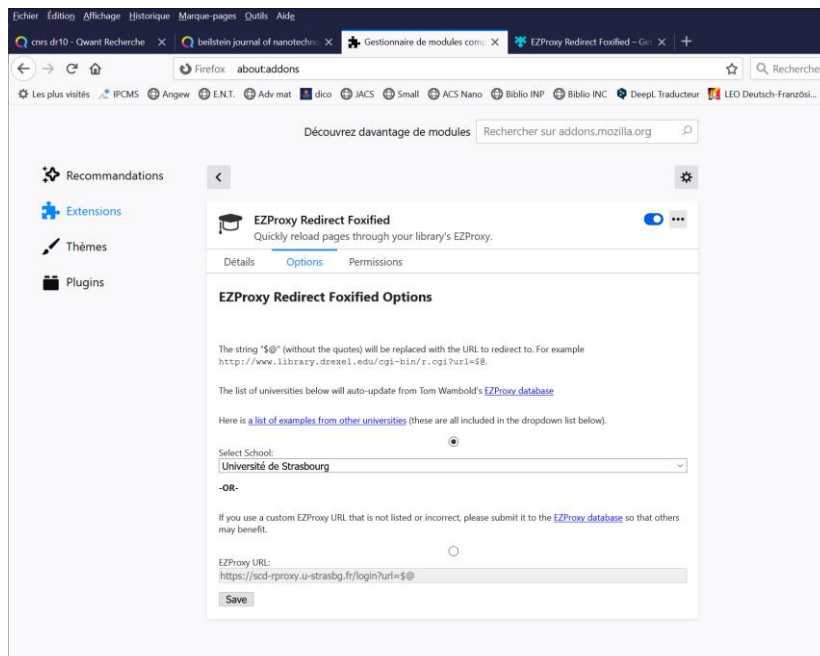 Fichier Édition Affichage Historique Marque-pages Outils Aide
cnrs dr10 - Qwant Recherche
beilstein journal of nanotechn
Gestionnaire de modules comp
EZProxy Redirect Foxified – Ge
Firefox about:addons
Recherche
Les plus visités IPCMS Angew E.N.T. Adv mat dico JACS Small ACS Nano Biblio INP Biblio INC DeepL Traducteur LEO Deutsch-Französi...
Découvrez davantage de modules Rechercher sur addons.mozilla.org
Recommandations
Extensions
Thèmes
Plugins
EZProxy Redirect Foxified
Quickly reload pages through your library's EZProxy.
Détails Options Permissions
EZProxy Redirect Foxified Options
The string "$@" (without the quotes) will be replaced with the URL to redirect to. For example
http://www.library.drexel.edu/cgi-bin/r.cgi?url=$@.
The list of universities below will auto-update from Tom Wambold's EZProxy database
Here is a list of examples from other universities (these are all included in the dropdown list below).
Select School:
Université de Strasbourg
-OR-
If you use a custom EZProxy URL that is not listed or incorrect, please submit it to the EZProxy database so that others
may benefit.
EZProxy URL:
https://scd-rproxy.u-strasbg.fr/login?url=$@
Save